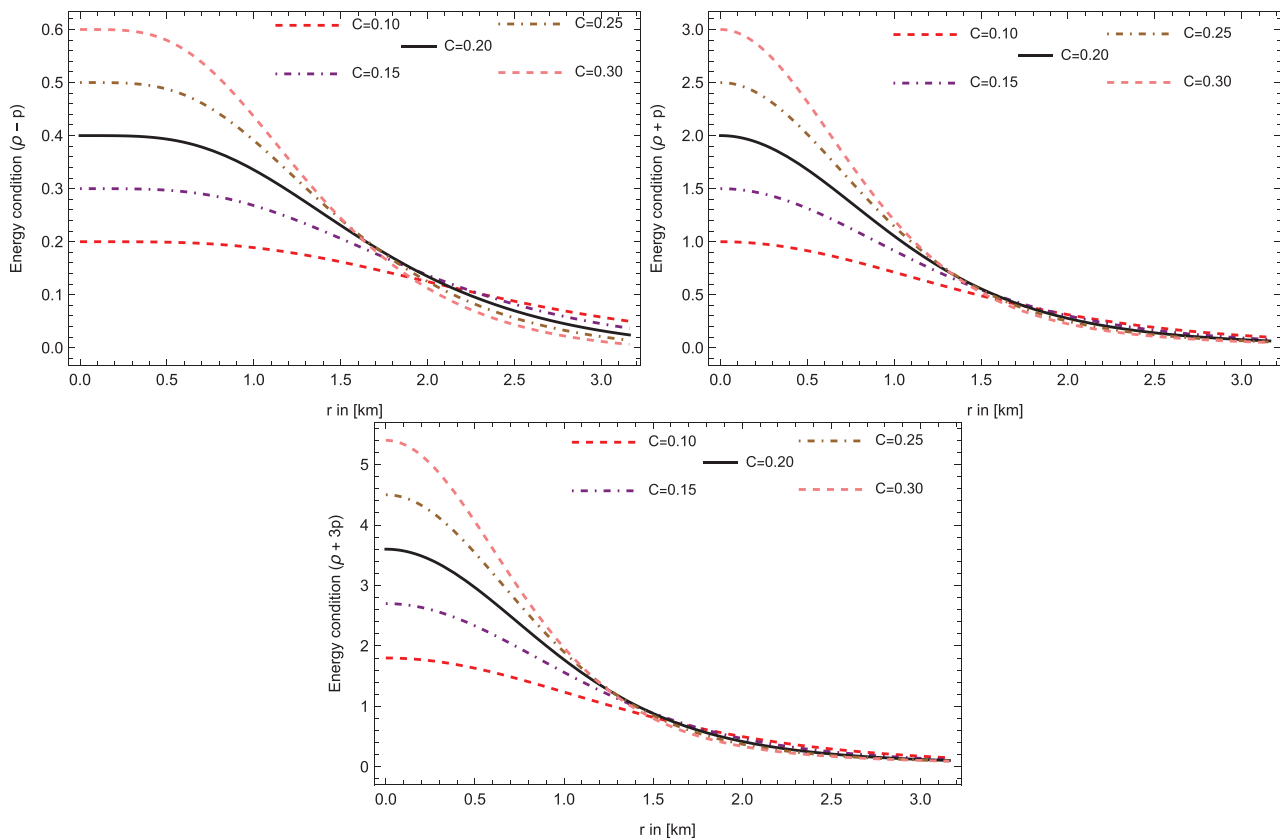 C=0.10
C=0.25
C=0.20
C=0.15
C=0.30
Energy condition (ρ − p)
0.6
0.5
0.4
0.3
0.2
0.1
0.0
0.0 0.5 1.0 1.5 2.0 2.5 3.0
r in [km]
C=0.10
C=0.25
C=0.20
C=0.15
C=0.30
Energy condition (ρ + p)
3.0
2.5
2.0
1.5
1.0
0.5
0.0
0.0 0.5 1.0 1.5 2.0 2.5 3.0
r in [km]
C=0.10
C=0.25
C=0.20
C=0.15
C=0.30
Energy condition (ρ + 3p)
5
4
3
2
1
0
0.0 0.5 1.0 1.5 2.0 2.5 3.0
r in [km]